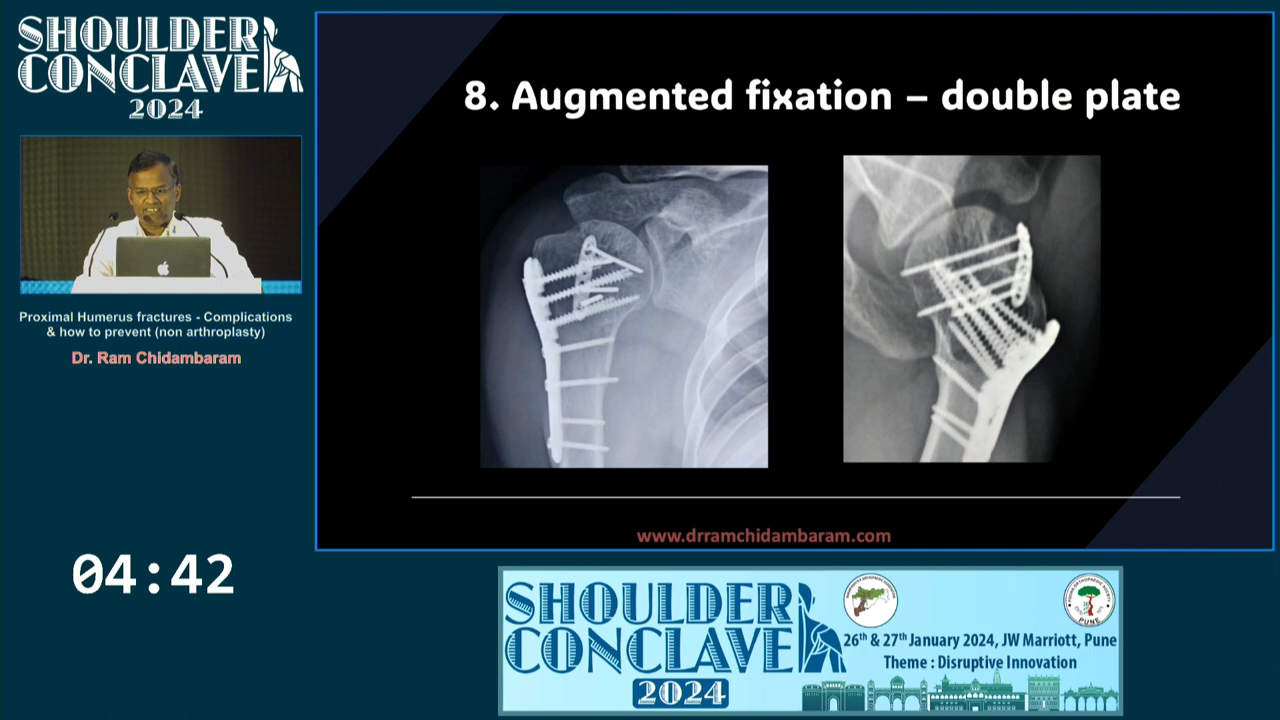 SHOULDER
CONCLAVE
2024
Proximal Humerus fractures - Complications
& how to prevent (non arthroplasty)
Dr. Ram Chidambaram
04:42
8. Augmented fixation – double plate
www.drramchidambaram.com
SHOULDER
CONCLAVE
2024
26th & 27th January 2024, JW Marriott, Pune
Theme : Disruptive Innovation
PUNE